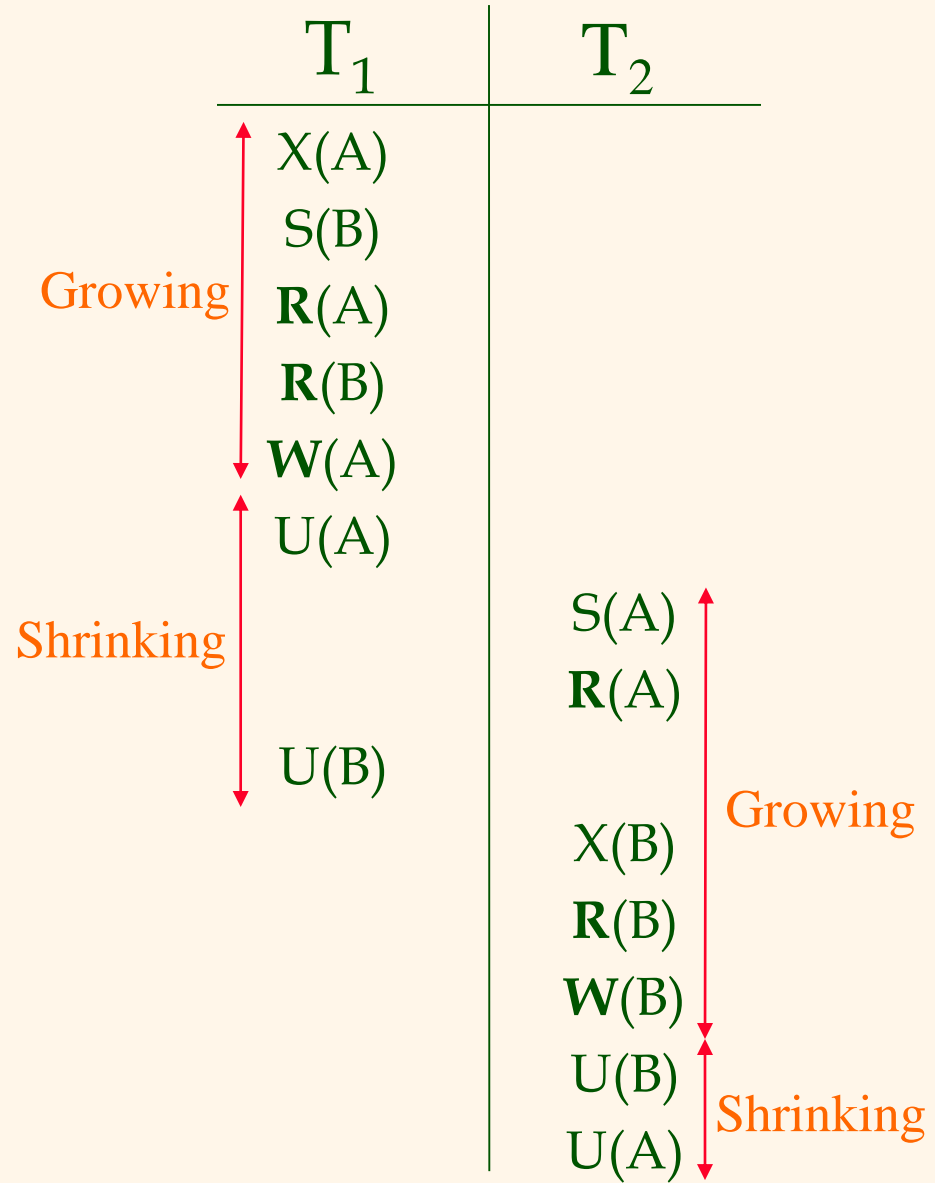 T1 T2
X(A)
S(B)
Growing
R(A)
R(B)
W(A)
U(A)
S(A)
Shrinking
R(A)
U(B)
Growing
X(B)
R(B)
W(B)
U(B)
Shrinking
U(A)